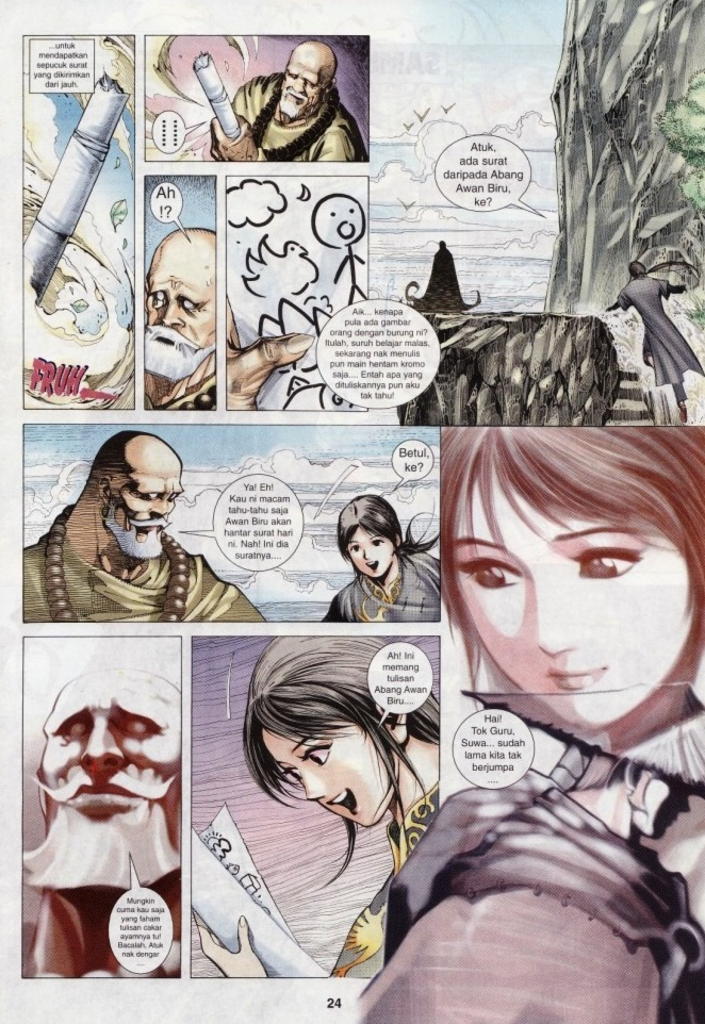 ...untuk
mendapatkan
sepucuk surat
yang dikirimkan
dari jauh.
Atuk,
ada surat
daripada Abang
Awan Biru,
ke?
Ah
!?
Aik... kenapa
pula ada gambar
orang dengan burung ni?
Itulah, suruh belajar malas,
sekarang nak menulis
pun main hentam kromo
saja.... Entah apa yang
dituliskannya pun aku
tak tahu!
FRUH
Ya! Eh!
Kau ni macam
tahu-tahu saja
Awan Biru akan
hantar surat hari
ni. Nah! Ini dia
suratnya....
Betul,
ke?
Mungkin
cuma kau saja
yang faham
tulisan cakar
ayamnya tu!
Bacalah, Atuk
nak dengar
....
Ah! Ini
memang
tulisan
Abang Awan
Biru....
Hai!
Tok Guru,
Suwa... sudah
lama kita tak
berjumpa
....
24